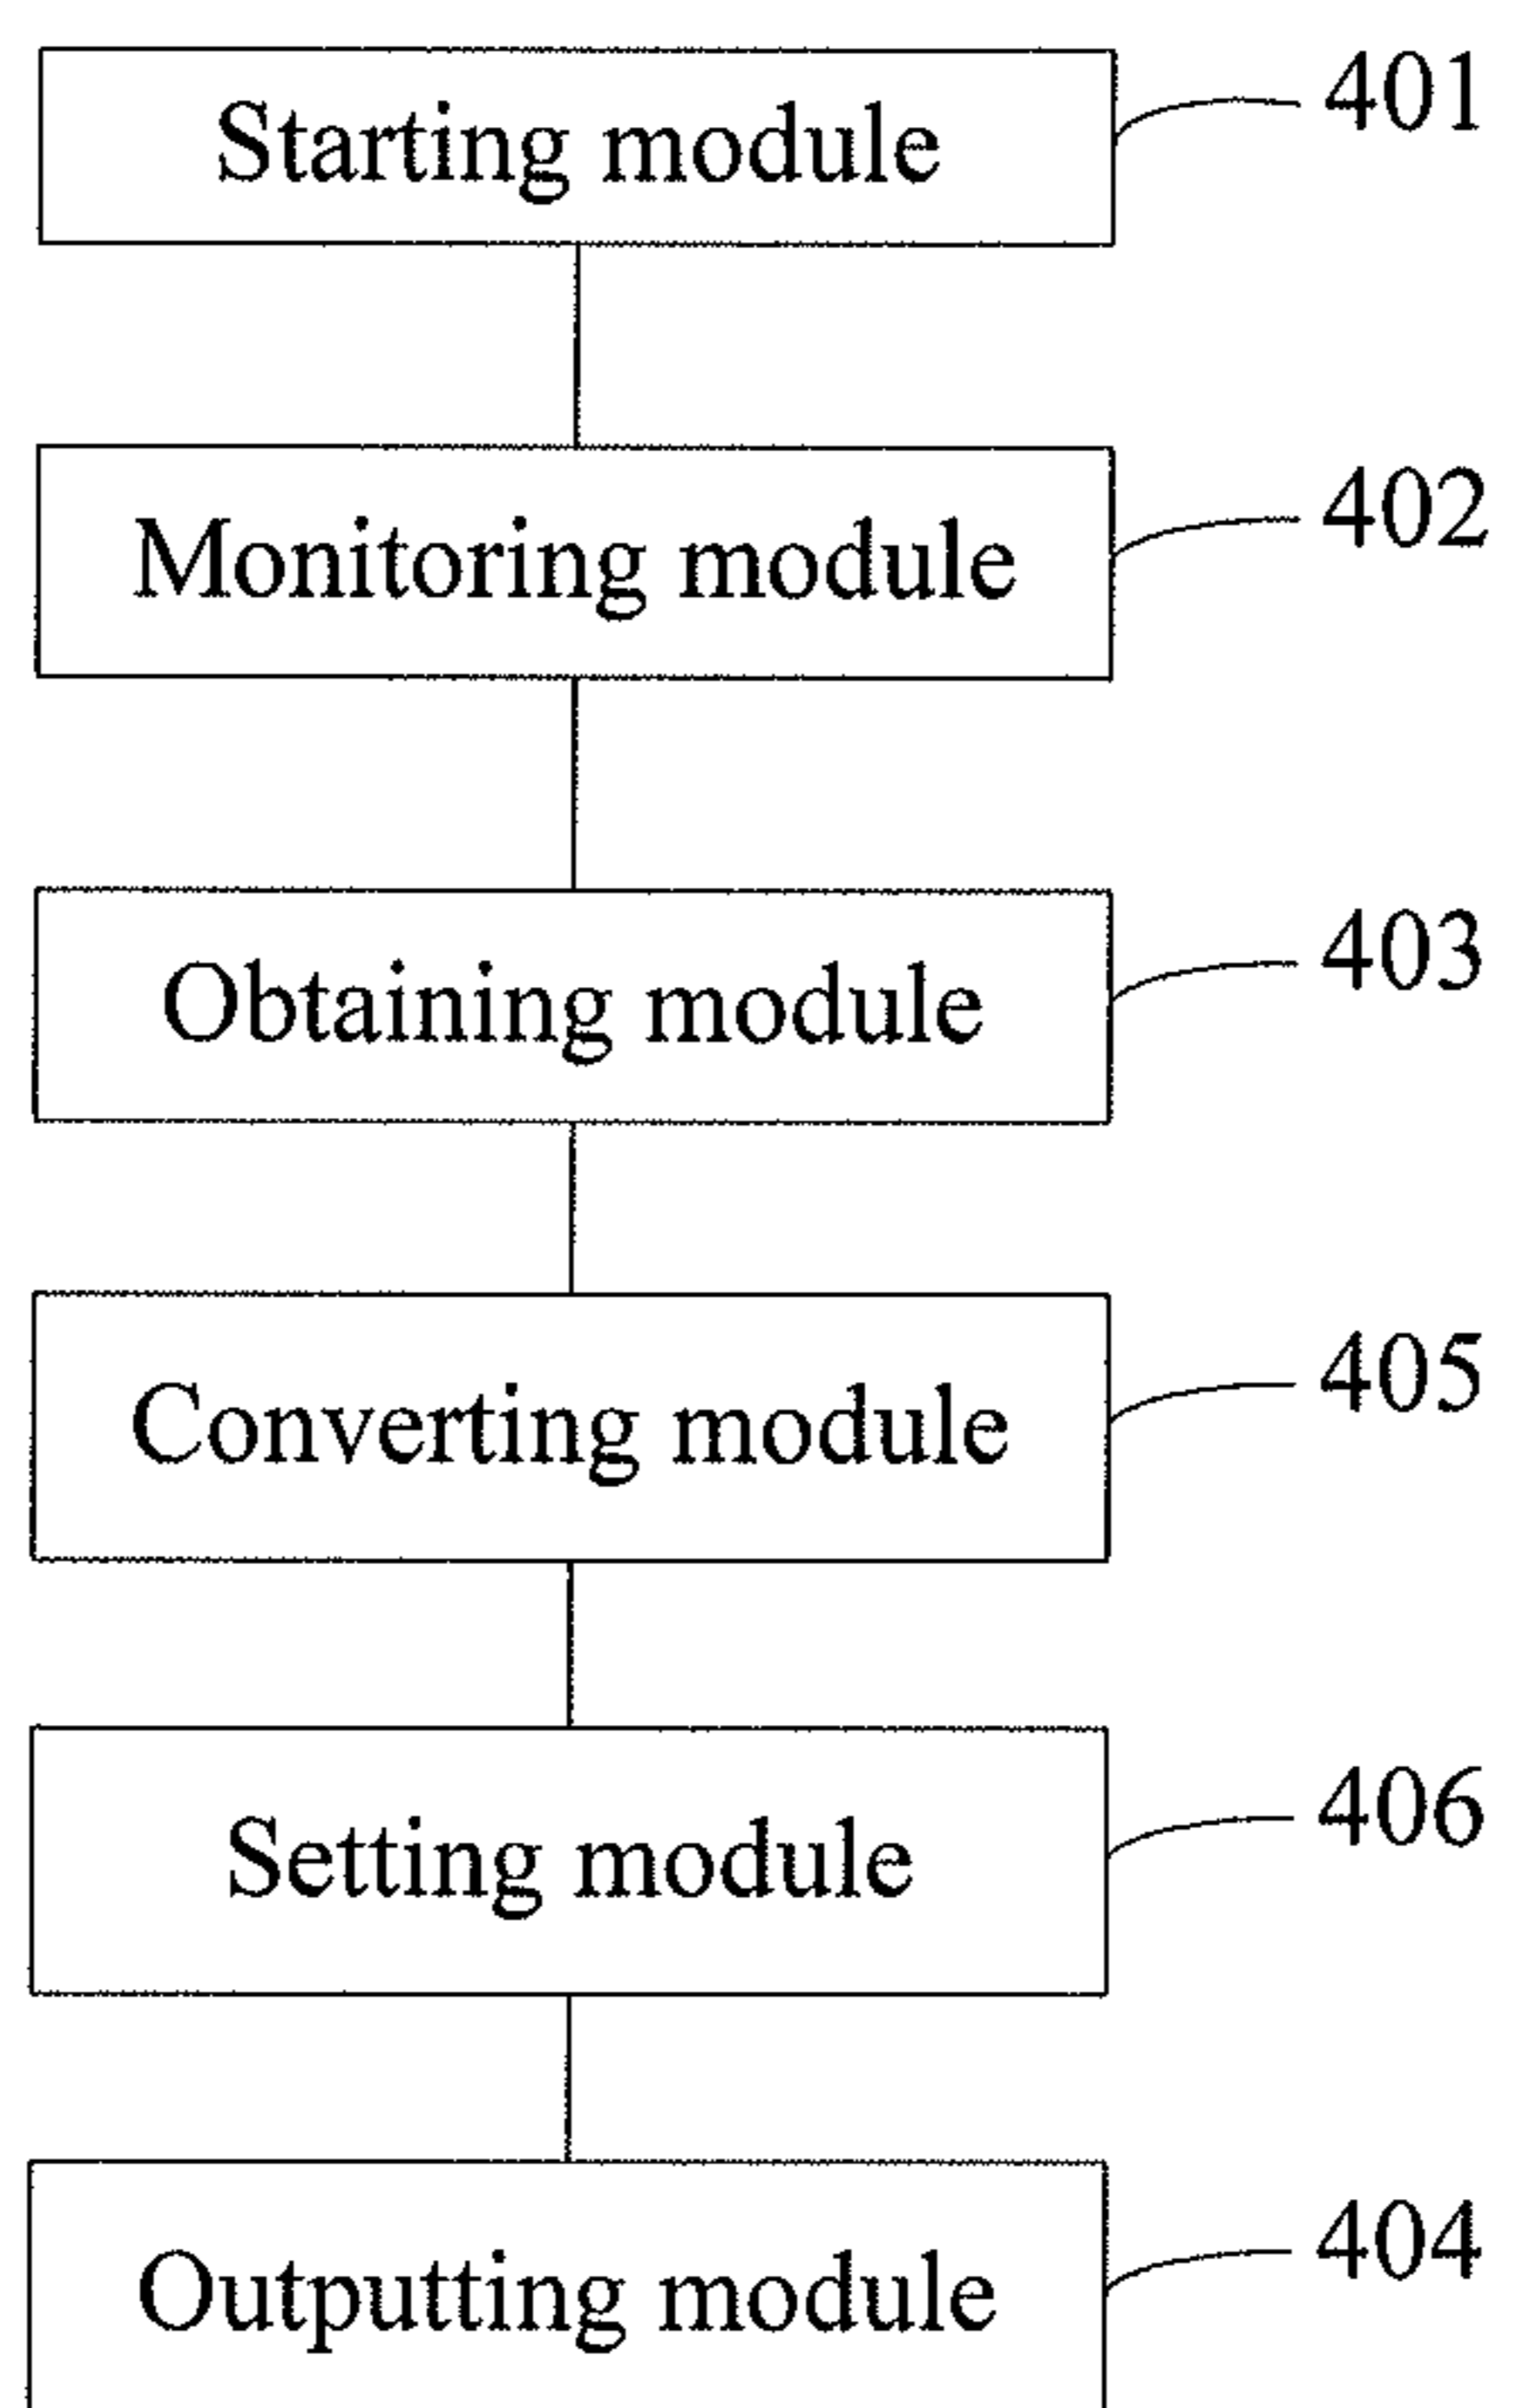 Starting module 401
Monitoring module 402
Obtaining module 403
Converting module 405
Setting module 406
Outputting module 404